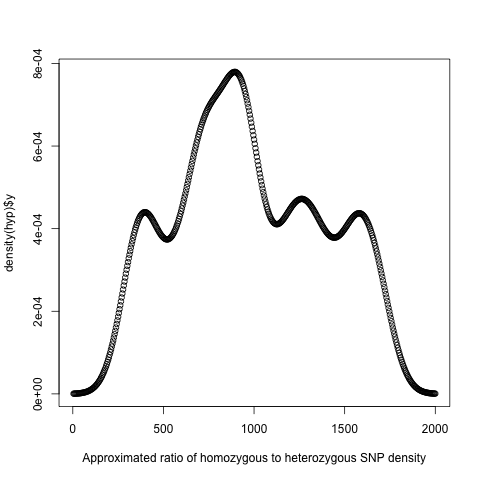 8e-04
6e-04
4e-04
2e-04
0e+00
density(hyp)$y
0 500 1000 1500 2000
Approximated ratio of homozygous to heterozygous SNP density